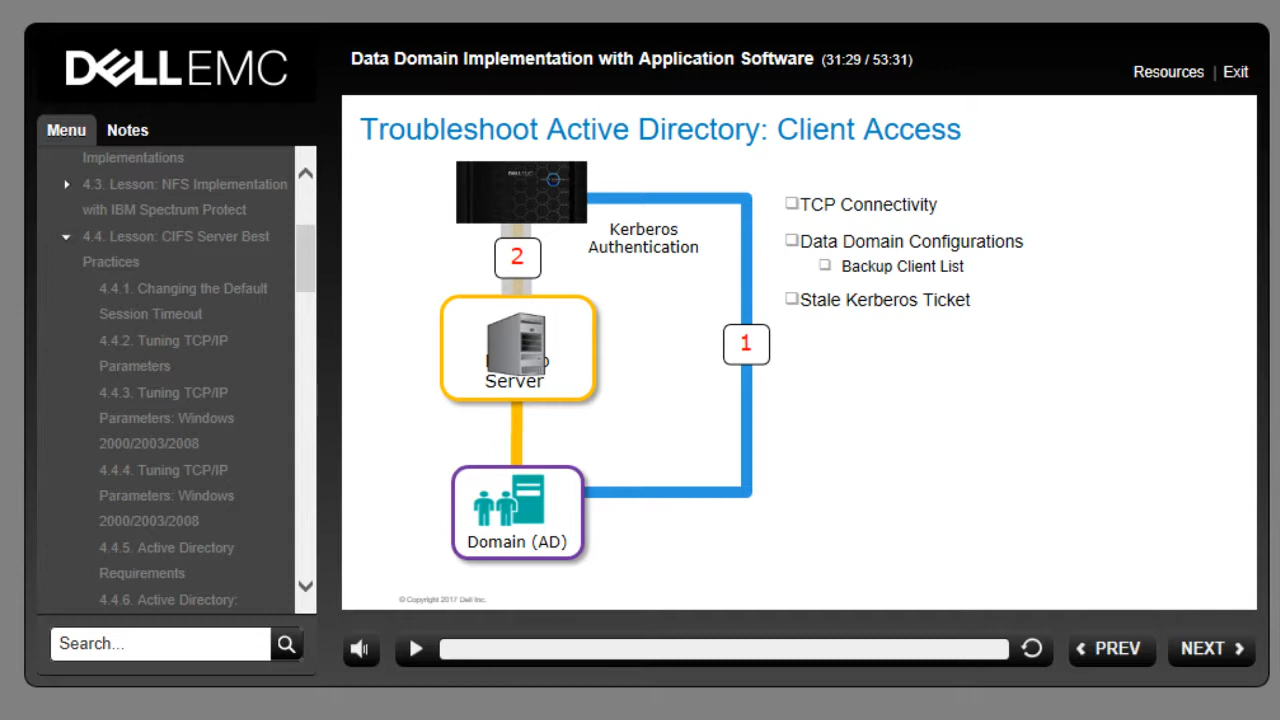 DELLEMC
Data Domain Implementation with Application Software (31:29 / 53:31)
Resources | Exit
Menu
Notes
Implementations
4.3. Lesson: NFS Implementation
with IBM Spectrum Protect
4.4. Lesson: CIFS Server Best
Practices
4.4.1. Changing the Default
Session Timeout
4.4.2. Tuning TCP/IP
Parameters
4.4.3. Tuning TCP/IP
Parameters: Windows
2000/2003/2008
4.4.4. Tuning TCP/IP
Parameters: Windows
2000/2003/2008
4.4.5. Active Directory
Requirements
4.4.6. Active Directory:
Search...
Troubleshoot Active Directory: Client Access
DELLEMC
Kerberos
Authentication
2
Server
1
Domain (AD)
TCP Connectivity
Data Domain Configurations
Backup Client List
Stale Kerberos Ticket
© Copyright 2017 Dell Inc.
PREV
NEXT